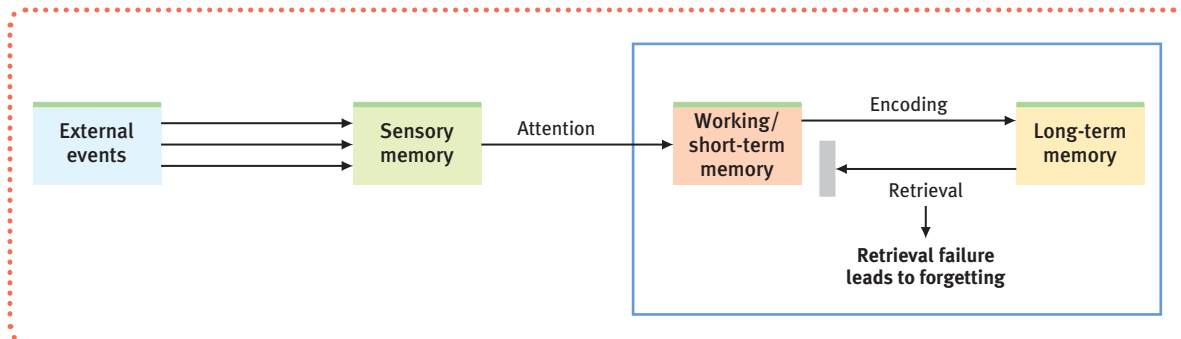 External
events
Sensory
memory
Attention
Working/
short-term
memory
Encoding
Long-term
memory
Retrieval
Retrieval failure
leads to forgetting